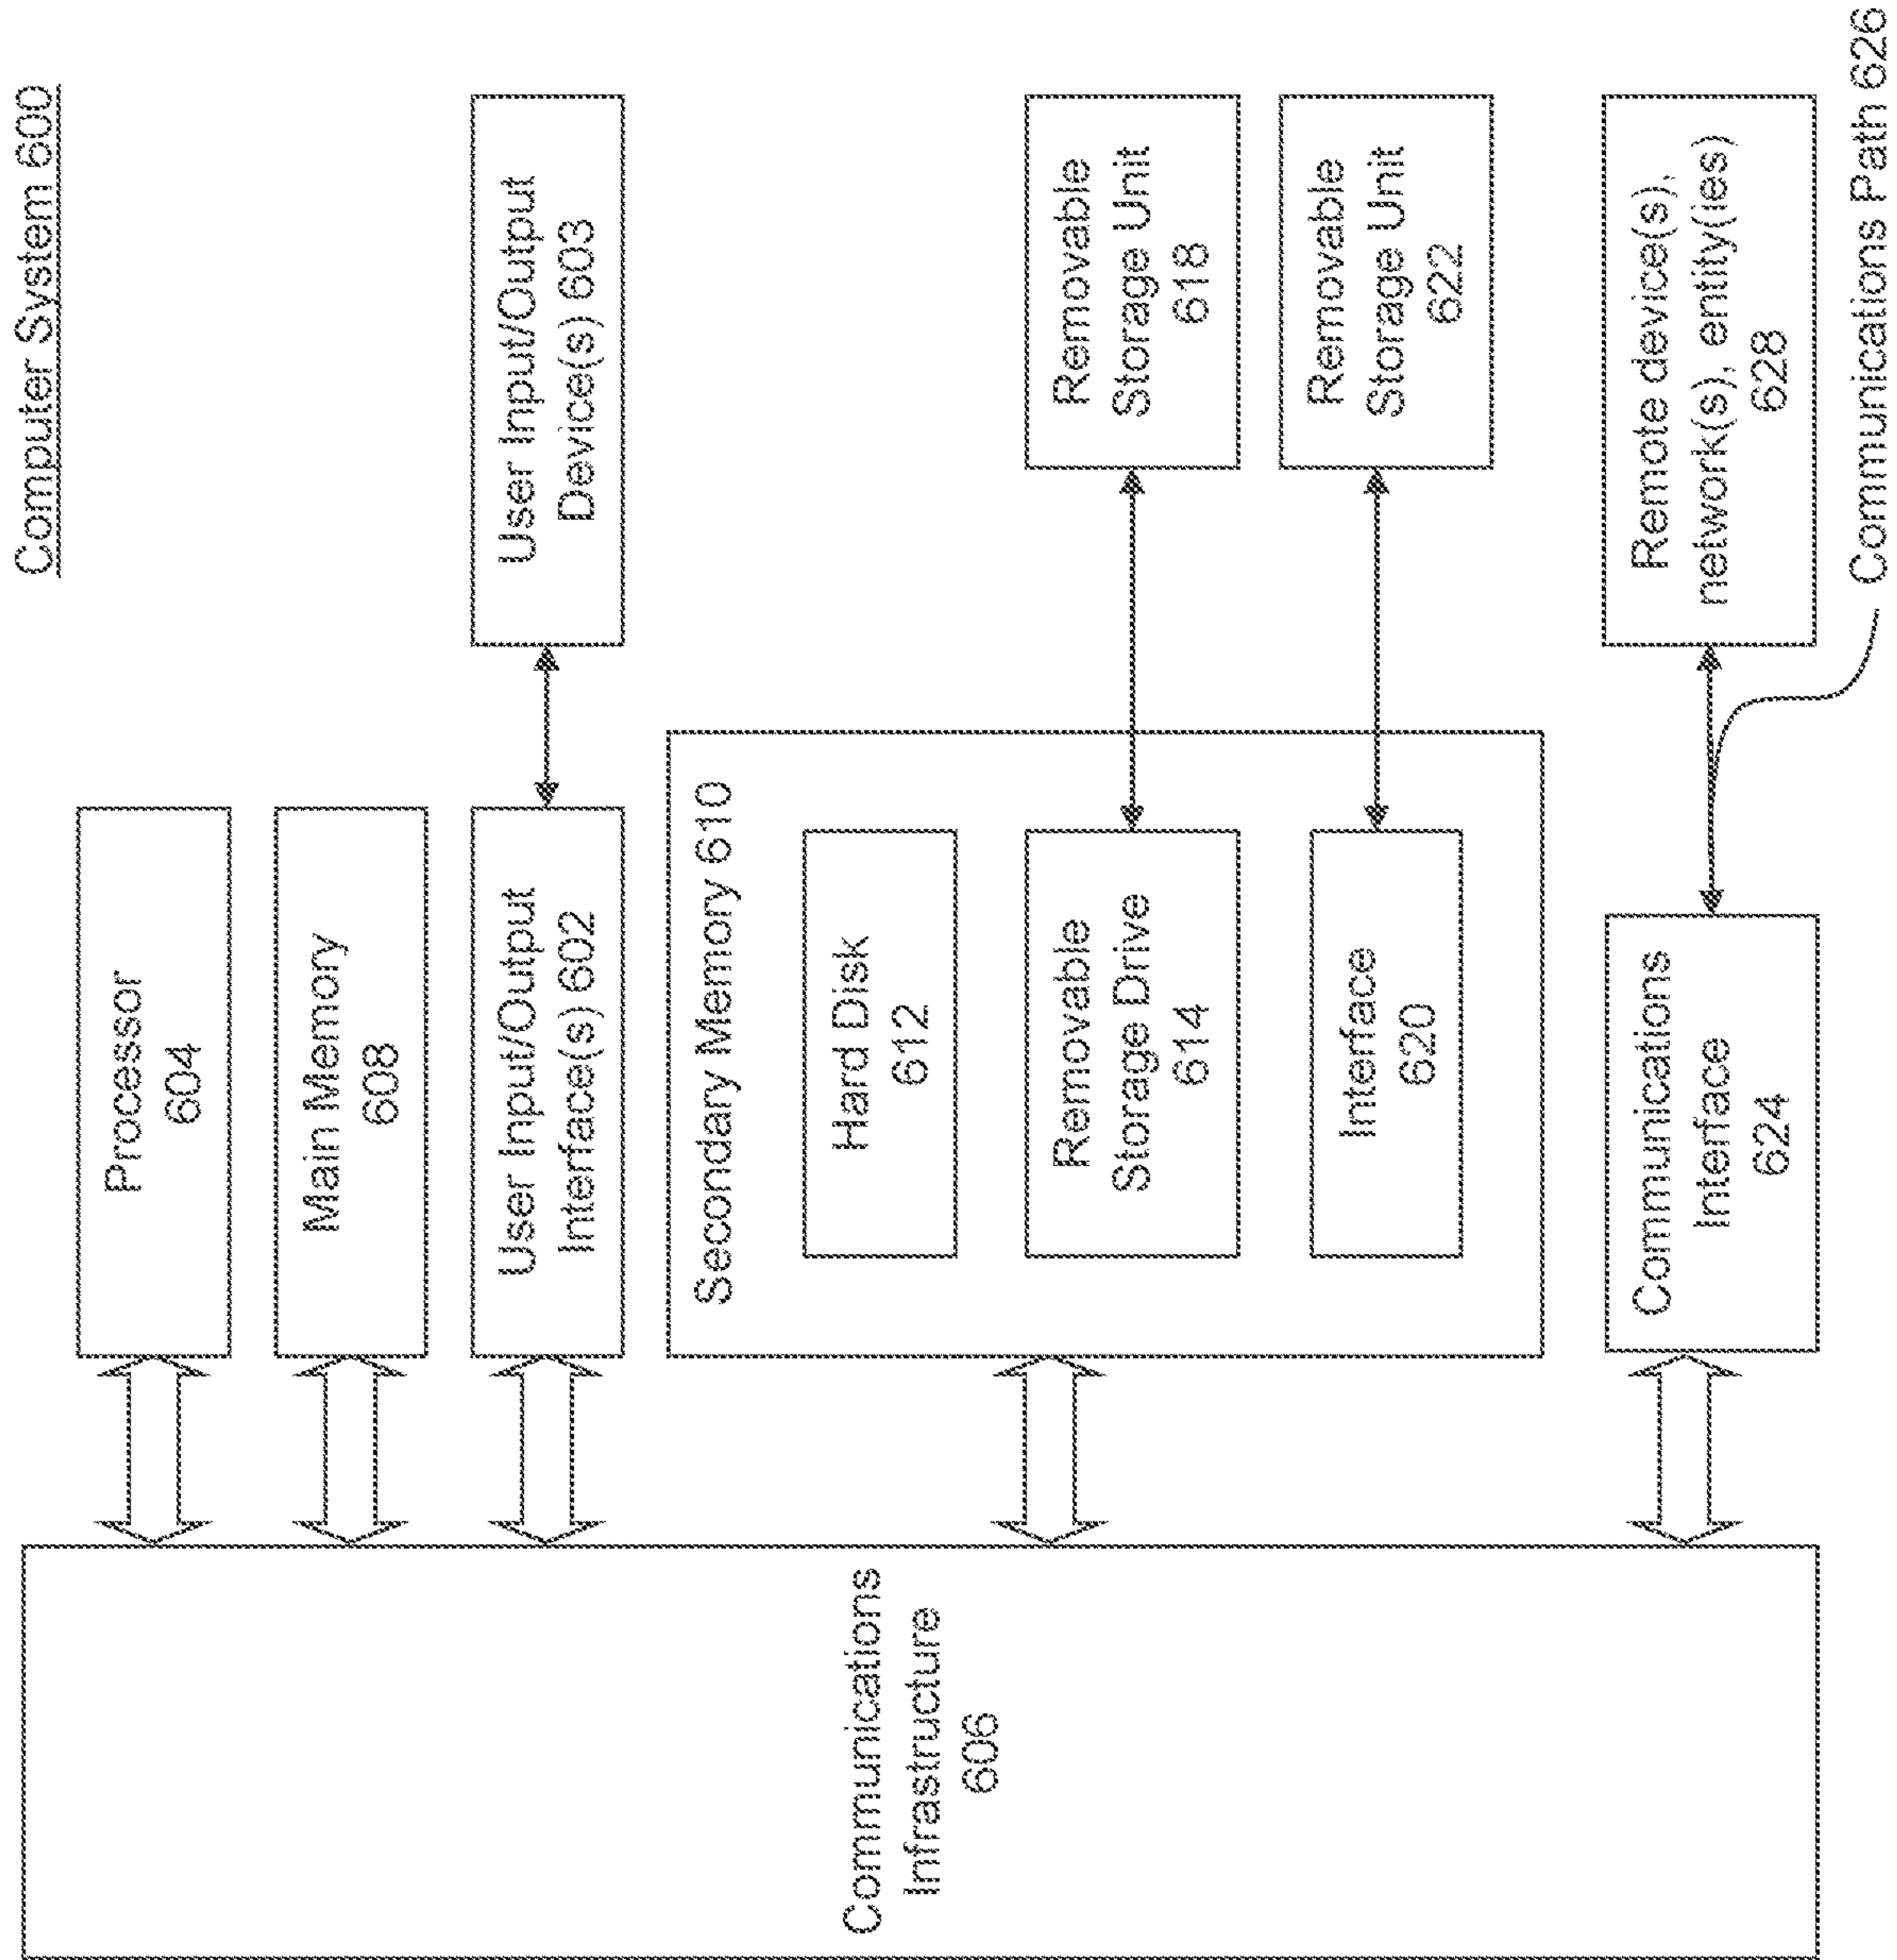 Computer System 600
Communications
Infrastructure
606
Processor
604
Main Memory
608
User Input/Output
Interface(s) 602
User Input/Output
Device(s) 603
Secondary Memory 610
Hard Disk
612
Removable
Storage Drive
614
Removable
Storage Unit
618
Interface
620
Removable
Storage Unit
622
Communications
Interface
624
Remote device(s),
network(s), entity(ies)
628
Communications Path 626